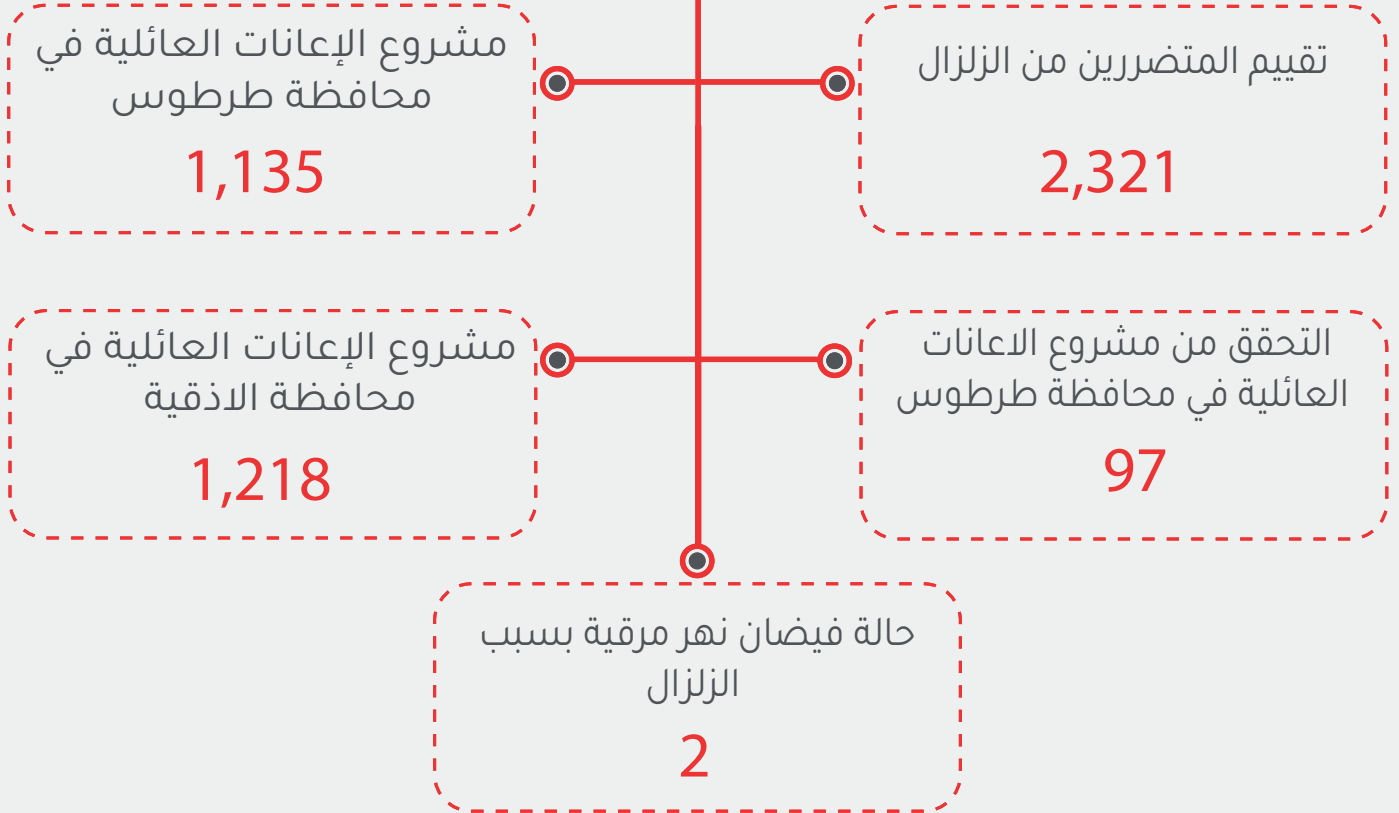 تقييم المتضررين من الزلزال
2,321
مشروع الإعانات العائلية في
محافظة طرطوس
1,135
التحقق من مشروع الاعانات
العائلية في محافظة طرطوس
97
مشروع الإعانات العائلية في
محافظة الاذقية
1,218
حالة فيضان نهر مرقية بسبب
الزلزال
2